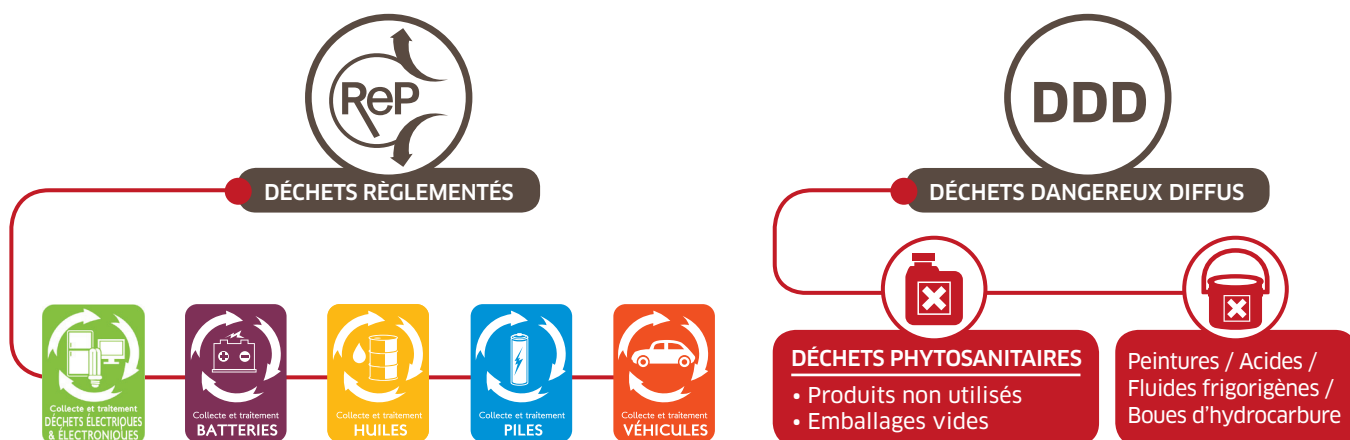 ReP
DÉCHETS RÈGLEMENTÉS
Collecte et traitement
DÉCHETS ÉLECTRIQUES
& ÉLECTRONIQUES
Collecte et traitement
BATTERIES
Collecte et traitement
HUILES
Collecte et traitement
PILES
Collecte et traitement
VÉHICULES
DDD
DÉCHETS DANGEREUX DIFFUS
DÉCHETS PHYTOSANITAIRES
• Produits non utilisés
• Emballages vides
Peintures / Acides /
Fluides frigorigènes /
Boues d'hydrocarbure